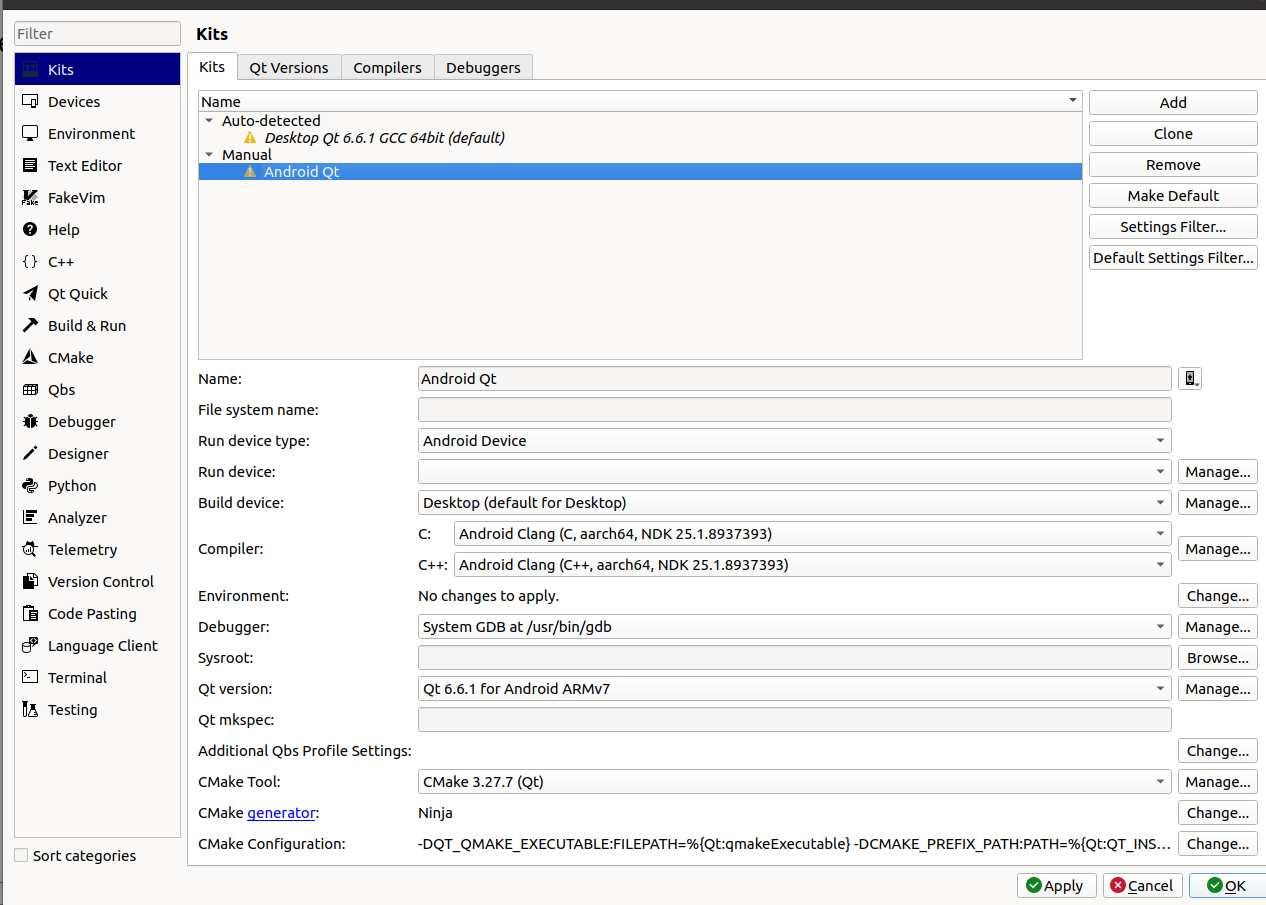 Filter
Kits
Devices
Environment
Text Editor
FakeVim
Help
C++
Qt Quick
Build & Run
CMake
Qbs
Debugger
Designer
Python
Analyzer
Telemetry
Version Control
Code Pasting
Language Client
Terminal
Testing
Sort categories
Kits
Kits Qt Versions Compilers Debuggers
Name
Auto-detected
Desktop Qt 6.6.1 GCC 64bit (default)
Manual
Android Qt
Add
Clone
Remove
Make Default
Settings Filter...
Default Settings Filter...
Name: Android Qt
File system name:
Run device type: Android Device
Run device: Manage...
Build device: Desktop (default for Desktop) Manage...
Compiler:
C: Android Clang (C, aarch64, NDK 25.1.8937393)
Manage...
C++: Android Clang (C++, aarch64, NDK 25.1.8937393)
Environment: No changes to apply. Change...
Debugger: System GDB at /usr/bin/gdb Manage...
Sysroot: Browse...
Qt version: Qt 6.6.1 for Android ARMv7 Manage...
Qt mkspec:
Additional Qbs Profile Settings: Change...
CMake Tool: CMake 3.27.7 (Qt) Manage...
CMake generator: Ninja Change...
CMake Configuration: -DQT_QMAKE_EXECUTABLE:FILEPATH=%{Qt:qmakeExecutable} -DCMAKE_PREFIX_PATH:PATH=%{Qt:QT_INS... Change...
Apply Cancel OK